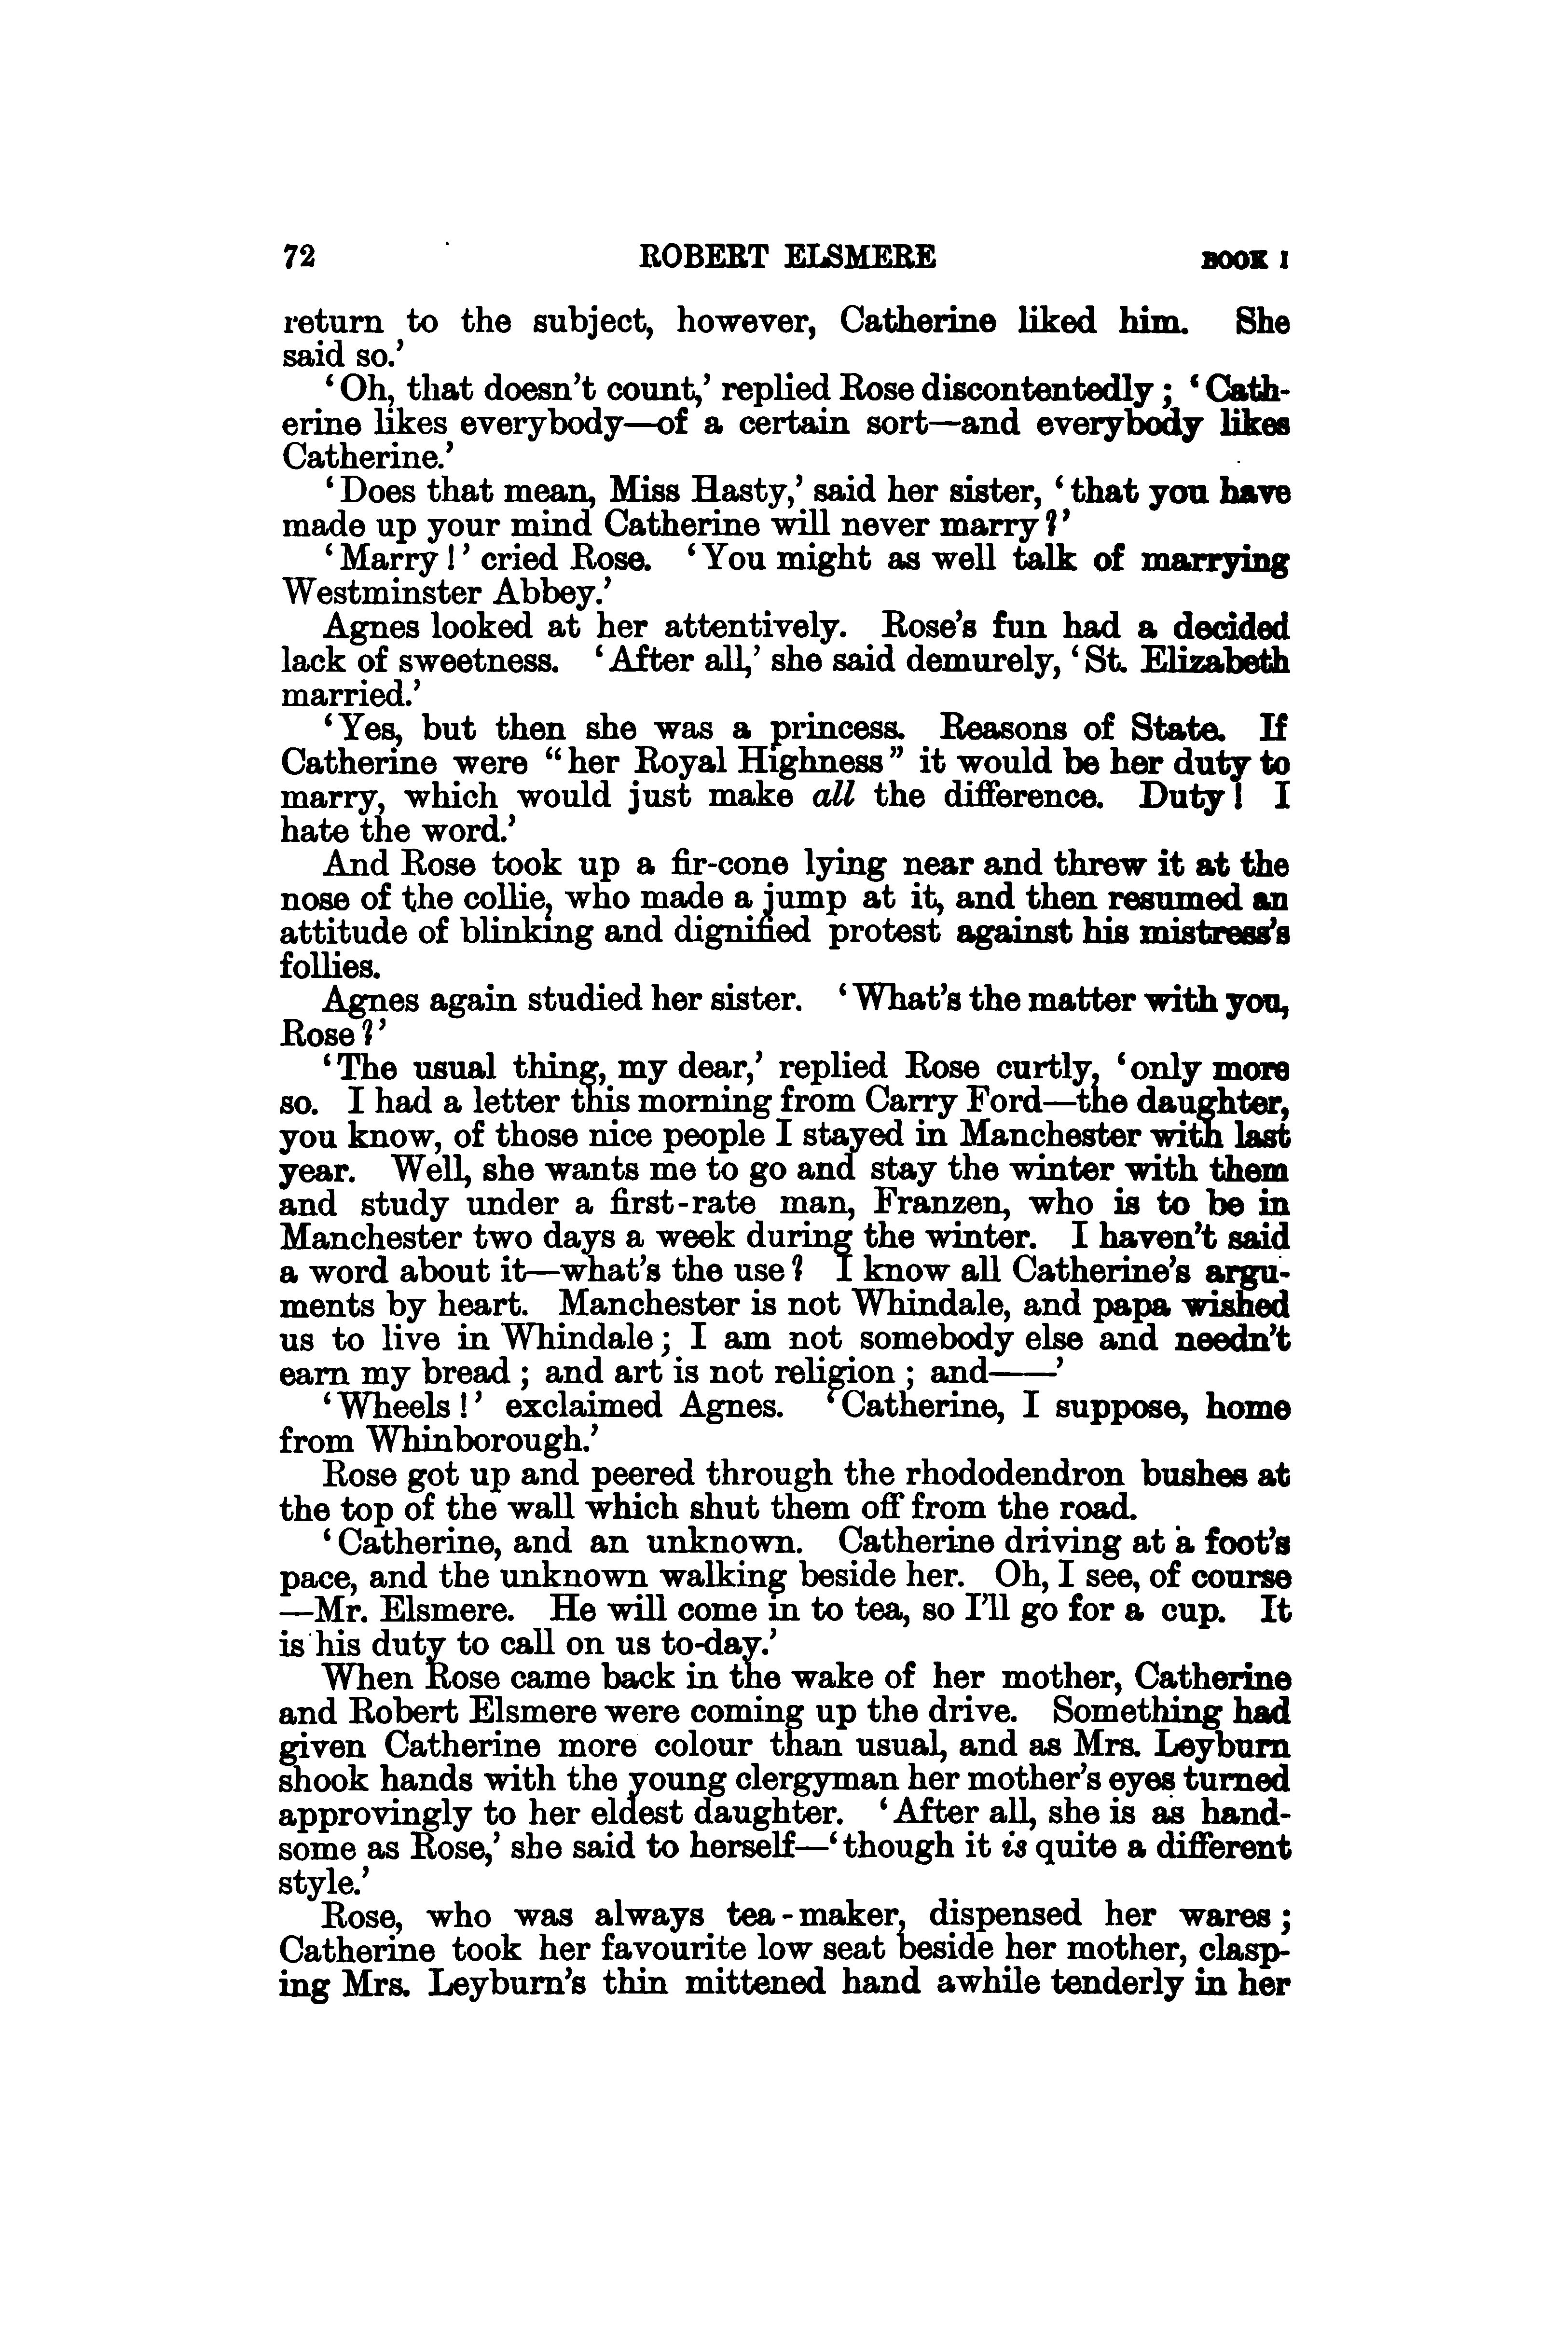 72 ROBERT ELSMERE BOOK I
return to the subject, however, Catherine liked him. She
said so.’
‘Oh, that doesn’t count,’ replied Rose discontentedly; ‘Cath-
erine likes everybody—of a certain sort—and everybody likes
Catherine.’
‘Does that mean, Miss Hasty,’ said her sister, ‘that you have
made up your mind Catherine will never marry?’
‘Marry!’ cried Rose. ‘You might as well talk of marrying
Westminster Abbey.’
Agnes looked at her attentively. Rose’s fun had a decided
lack of sweetness. ‘After all,’ she said demurely, ‘St. Elizabeth
married.’
‘Yes, but then she was a princess. Reasons of State. If
Catherine were “her Royal Highness” it would be her duty to
marry, which would just make all the difference. Duty! I
hate the word.’
And Rose took up a fir-cone lying near and threw it at the
nose of the collie, who made a jump at it, and then resumed an
attitude of blinking and dignified protest against his mistress’s
follies.
Agnes again studied her sister. ‘What’s the matter with you,
Rose?’
‘The usual thing, my dear,’ replied Rose curtly, ‘only more
so. I had a letter this morning from Carry Ford—the daughter,
you know, of those nice people I stayed in Manchester with last
year. Well, she wants me to go and stay the winter with them
and study under a first-rate man, Franzen, who is to be in
Manchester two days a week during the winter. I haven’t said
a word about it—what’s the use? I know all Catherine’s argu-
ments by heart. Manchester is not Whindale, and papa wished
us to live in Whindale; I am not somebody else and needn’t
earn my bread; and art is not religion; and——’
‘Wheels!’ exclaimed Agnes. ‘Catherine, I suppose, home
from Whinborough.’
Rose got up and peered through the rhododendron bushes at
the top of the wall which shut them off from the road.
‘Catherine, and an unknown. Catherine driving at a foot’s
pace, and the unknown walking beside her. Oh, I see, of course
—Mr. Elsmere. He will come in to tea, so I’ll go for a cup. It
is his duty to call on us to-day.’
When Rose came back in the wake of her mother, Catherine
and Robert Elsmere were coming up the drive. Something had
given Catherine more colour than usual, and as Mrs. Leyburn
shook hands with the young clergyman her mother’s eyes turned
approvingly to her eldest daughter. ‘After all, she is as hand-
some as Rose,’ she said to herself—‘though it is quite a different
style.’
Rose, who was always tea-maker, dispensed her wares;
Catherine took her favourite low seat beside her mother, clasp-
ing Mrs. Leyburn’s thin mittened hand awhile tenderly in her